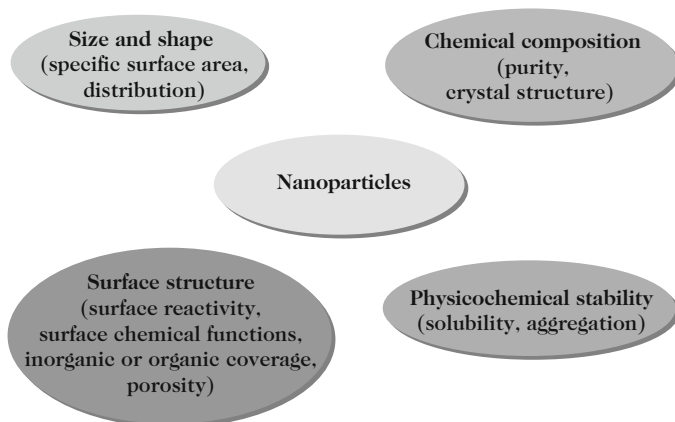 Size and shape
(specific surface area,
distribution)
Chemical composition
(purity,
crystal structure)
Nanoparticles
Surface structure
(surface reactivity,
surface chemical functions,
inorganic or organic coverage,
porosity)
Physicochemical stability
(solubility, aggregation)